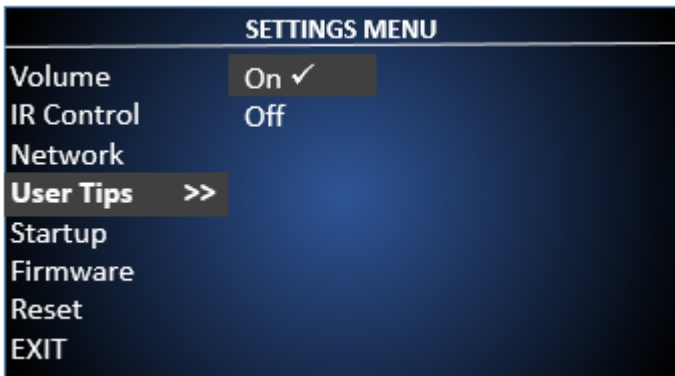 SETTINGS MENU
Volume On ✓
IR Control Off
Network
User Tips >>
Startup
Firmware
Reset
EXIT